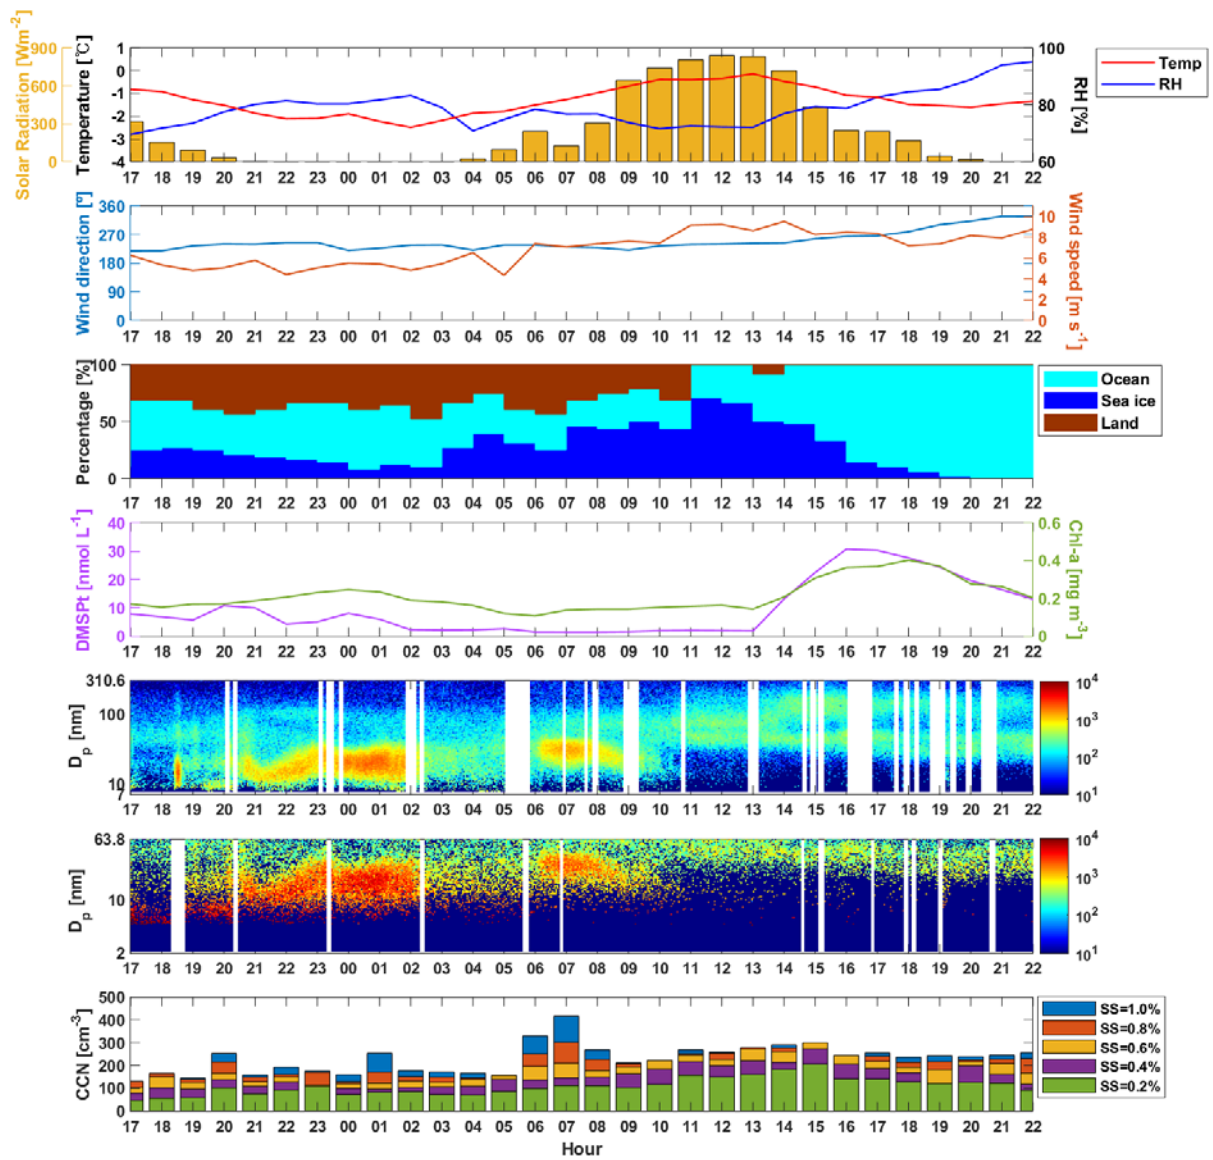 Solar Radiation [Wm-2]
900
600
300
0
Temperature [℃]
1
0
-1
-2
-3
-4
100
80
60
RH [%]
Temp
RH
17 18 19 20 21 22 23 00 01 02 03 04 05 06 07 08 09 10 11 12 13 14 15 16 17 18 19 20 21 22
Wind direction [º]
360
270
180
90
0
10
8
6
4
2
0
Wind speed [m s-1]
17 18 19 20 21 22 23 00 01 02 03 04 05 06 07 08 09 10 11 12 13 14 15 16 17 18 19 20 21 22
Percentage [%]
100
50
0
Ocean
Sea ice
Land
17 18 19 20 21 22 23 00 01 02 03 04 05 06 07 08 09 10 11 12 13 14 15 16 17 18 19 20 21 22
DMSPt [nmol L-1]
40
30
20
10
0
0.6
0.4
0.2
0
Chl-a [mg m-3]
17 18 19 20 21 22 23 00 01 02 03 04 05 06 07 08 09 10 11 12 13 14 15 16 17 18 19 20 21 22
Dp [nm]
310.6
100
10
7
104
103
102
101
17 18 19 20 21 22 23 00 01 02 03 04 05 06 07 08 09 10 11 12 13 14 15 16 17 18 19 20 21 22
Dp [nm]
63.8
10
2
104
103
102
101
17 18 19 20 21 22 23 00 01 02 03 04 05 06 07 08 09 10 11 12 13 14 15 16 17 18 19 20 21 22
CCN [cm-3]
500
400
300
200
100
0
SS=1.0%
SS=0.8%
SS=0.6%
SS=0.4%
SS=0.2%
17 18 19 20 21 22 23 00 01 02 03 04 05 06 07 08 09 10 11 12 13 14 15 16 17 18 19 20 21 22
Hour